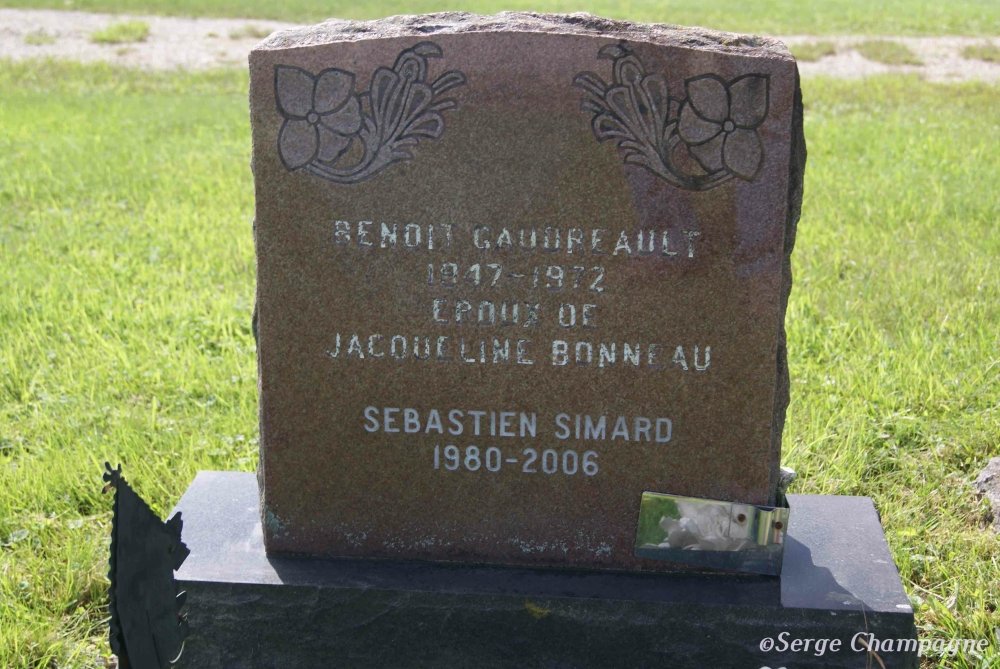 BENOIT GAUDREAULT
1947-1972
EPOUX DE
JACQUELINE BONNEAU
SEBASTIEN SIMARD
1980-2006
©Serge Champagne